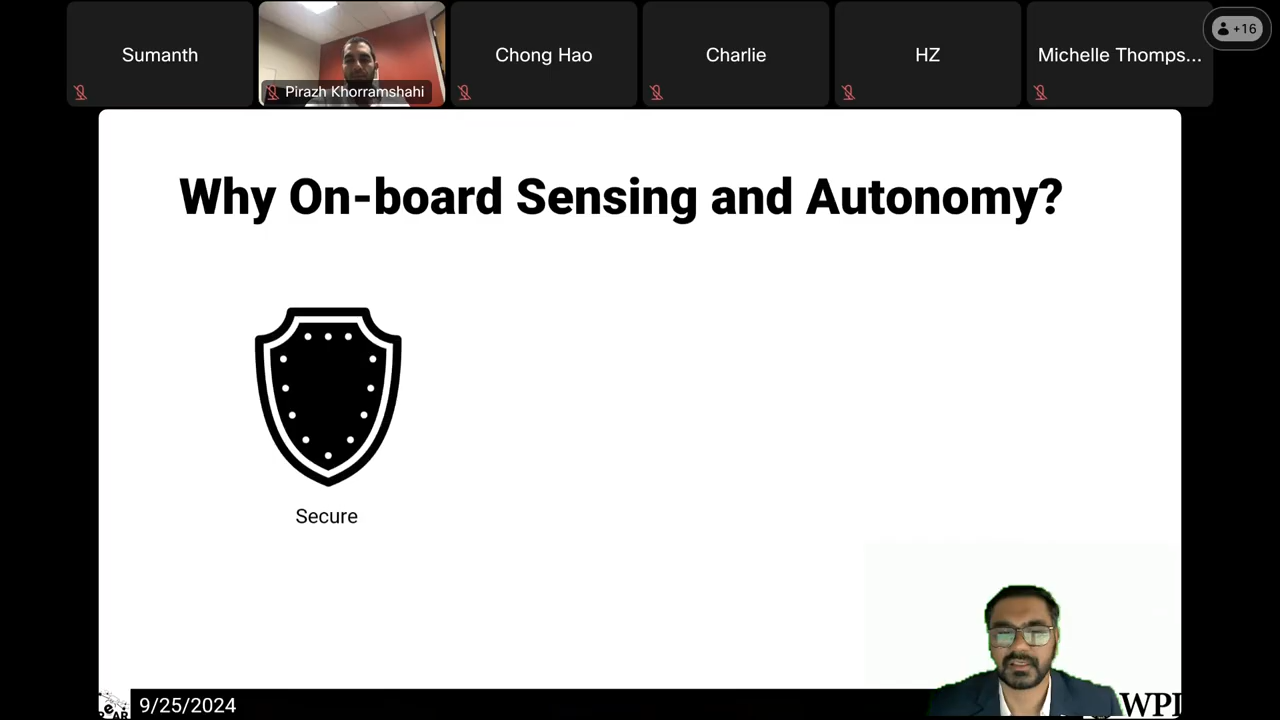 Sumanth
Pirazh Khorramshahi
Chong Hao
Charlie
HZ
Michelle Thomps...
+16
Why On-board Sensing and Autonomy?
Secure
9/25/2024
WPI